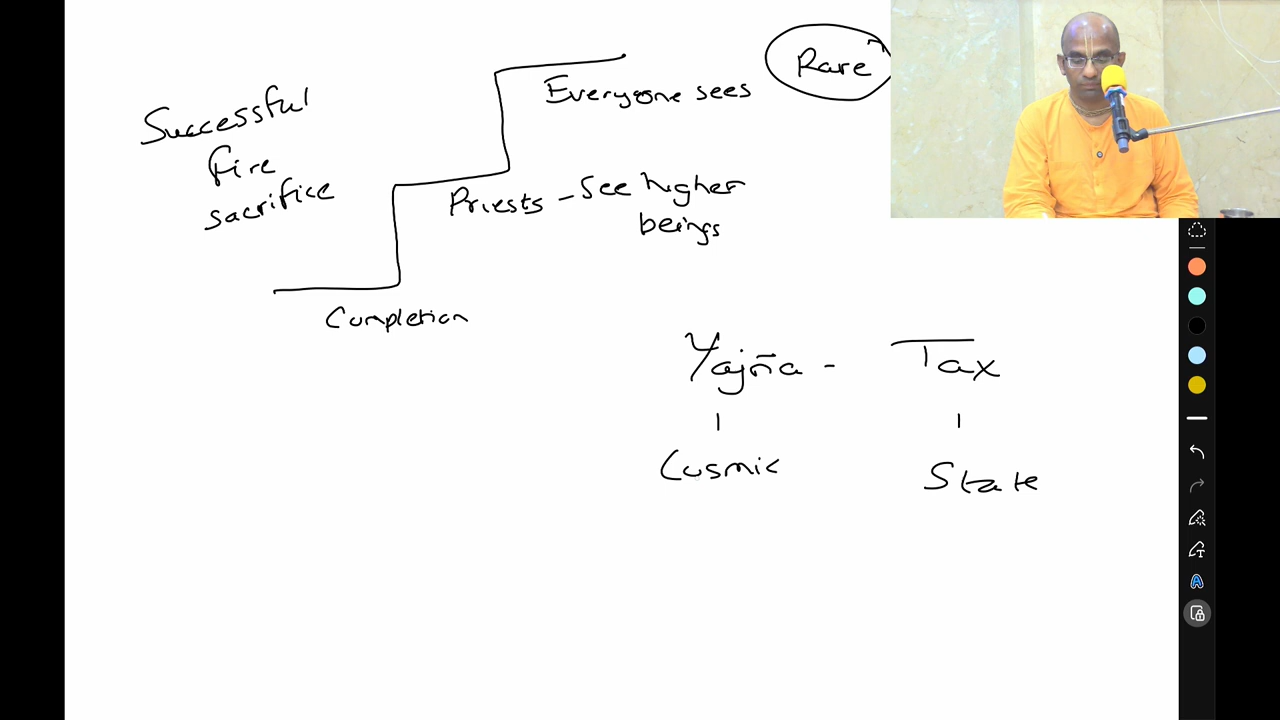 Successful
fire
sacrifice
Everyone sees
Rare
Priests - See higher
beings
Completion
Yajña - Tax
Cosmic
State